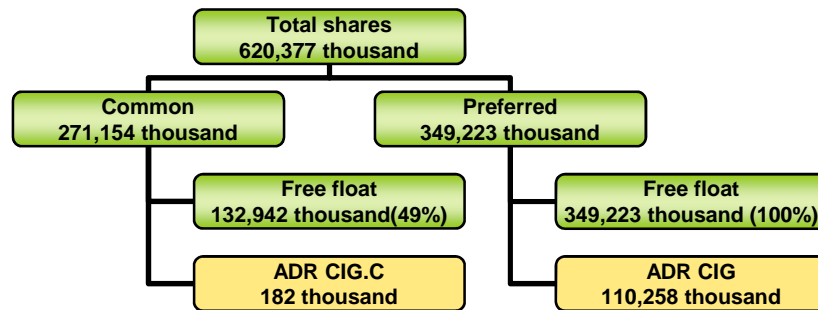 Total shares
620,377 thousand
Common
271,154 thousand
Preferred
349,223 thousand
Free float
132,942 thousand(49%)
Free float
349,223 thousand (100%)
ADR CIG.C
182 thousand
ADR CIG
110,258 thousand